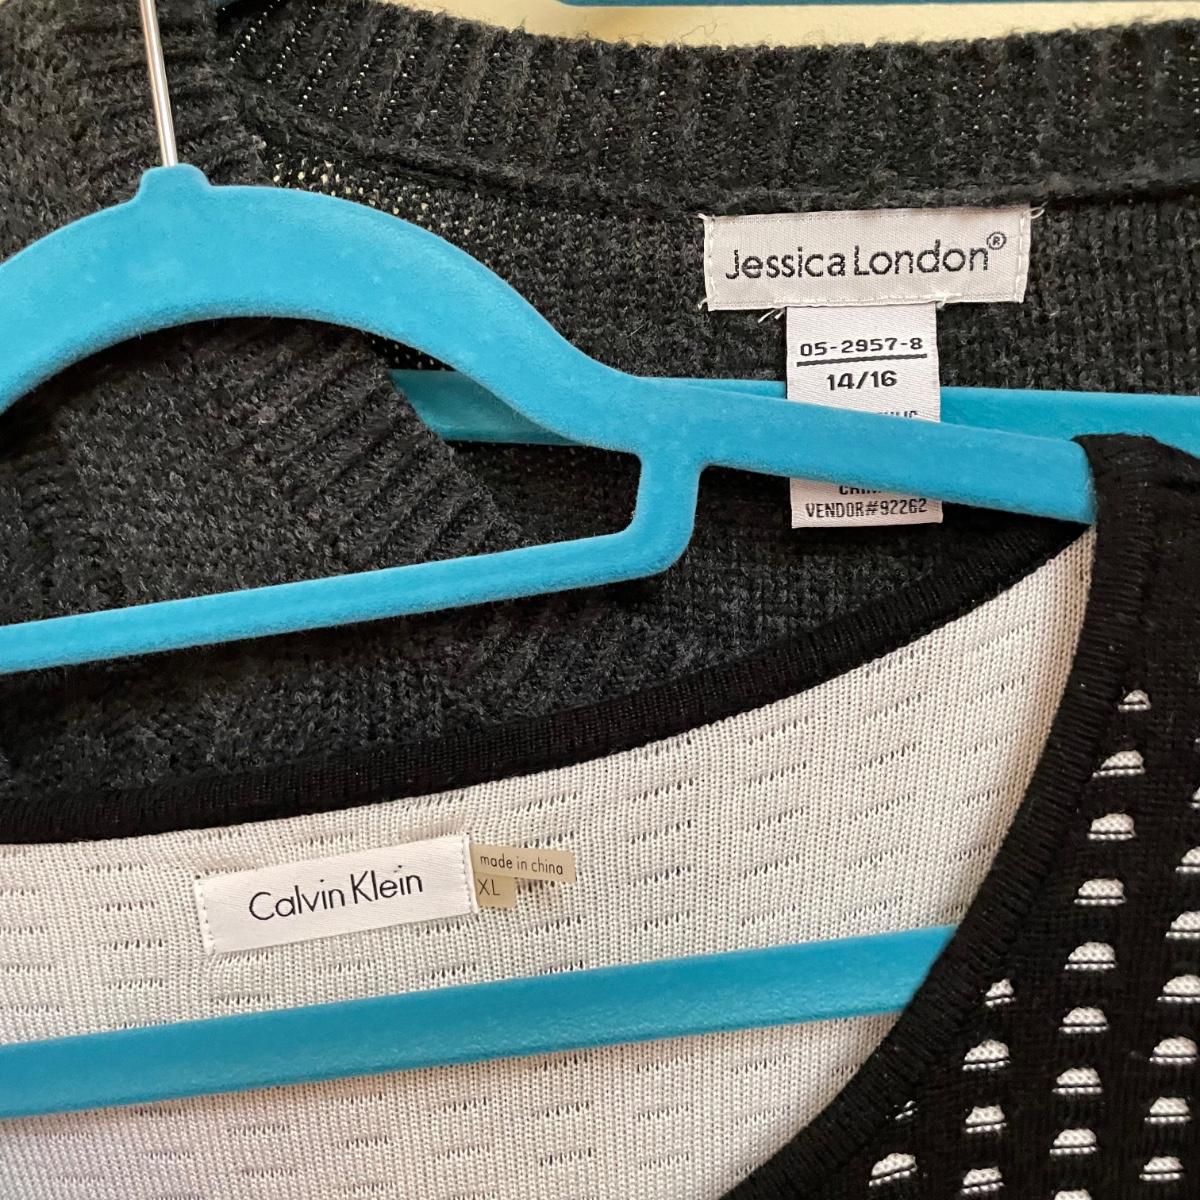 Jessica London®
05-2957-8
14/16
VENDOR#92262
Calvin Klein
made in china
XL